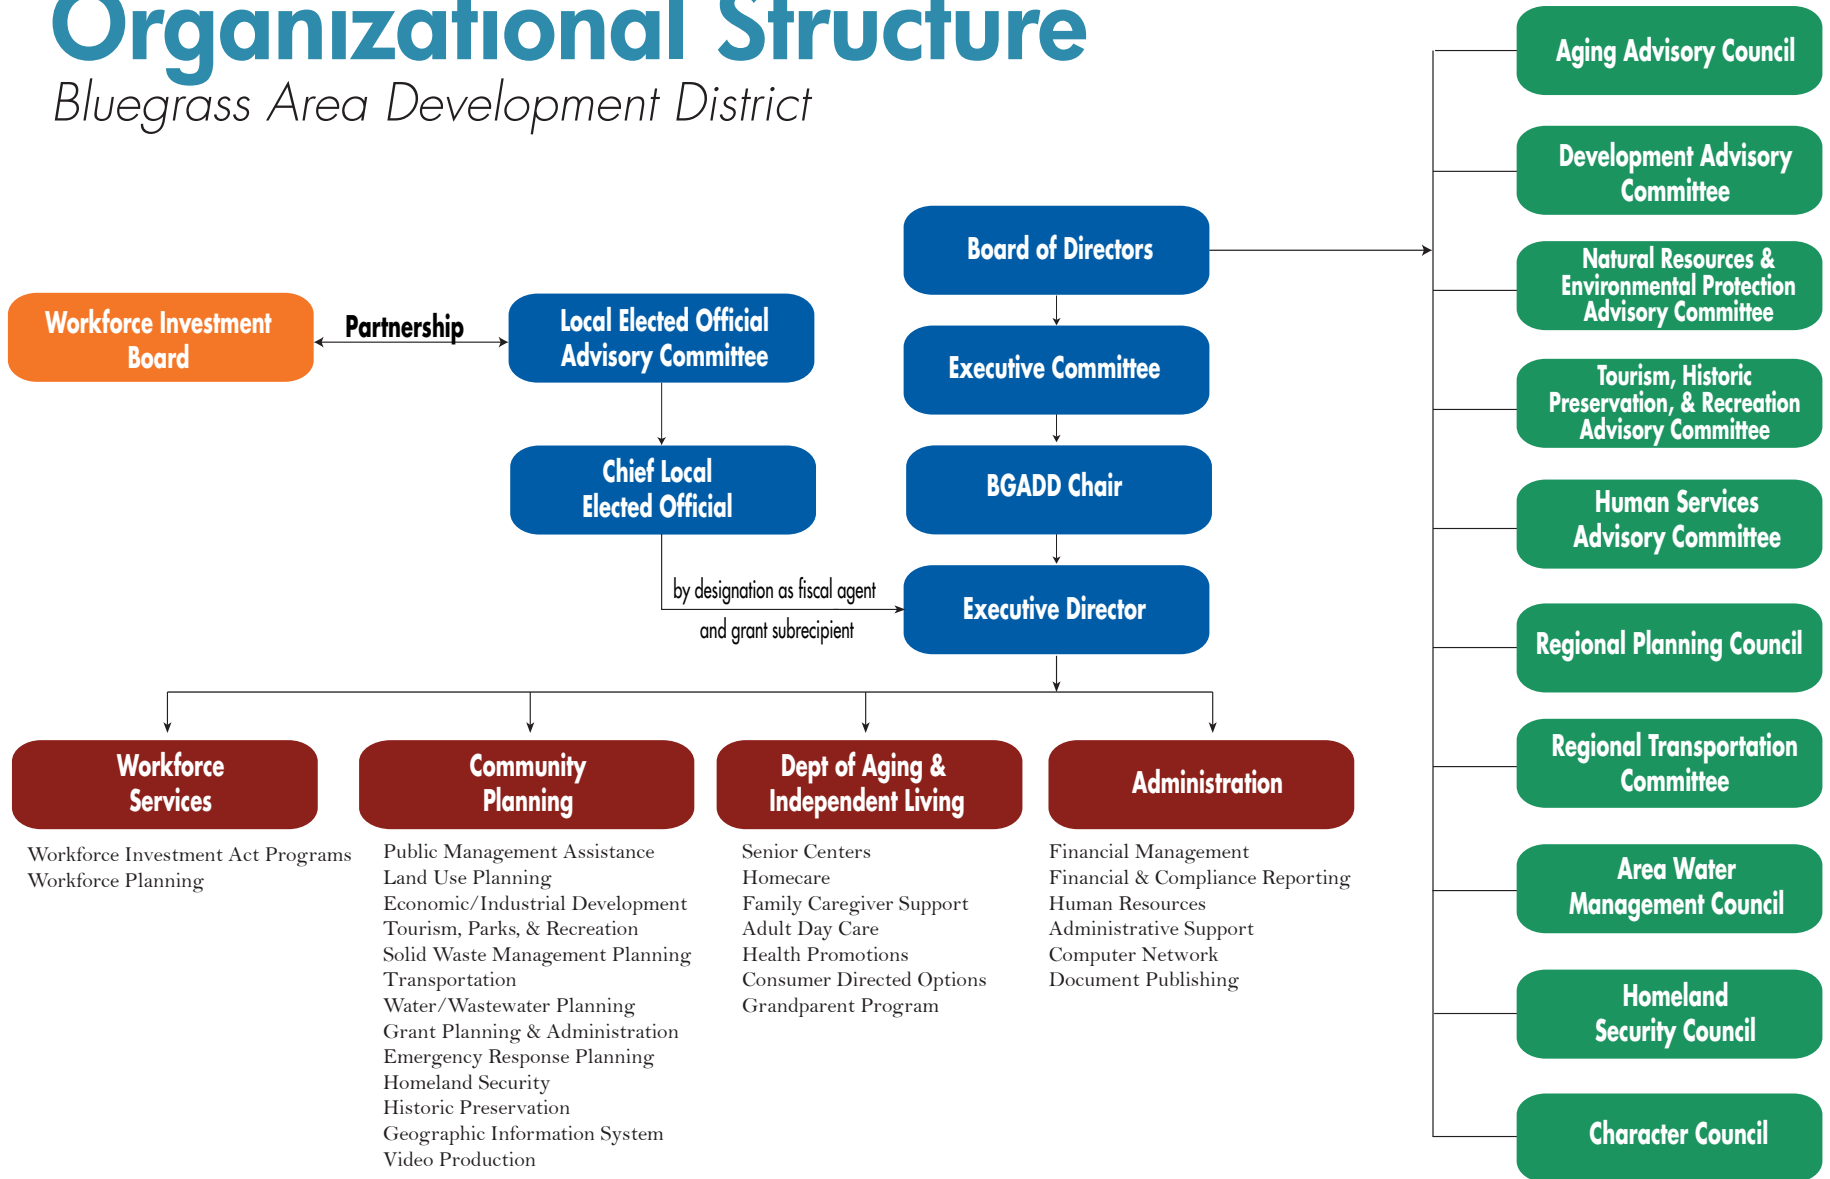 Organizational Structure
Bluegrass Area Development District
Board of Directors
Executive Committee
BGADD Chair
Executive Director
Workforce Investment
Board
Partnership
Local Elected Official
Advisory Committee
Chief Local
Elected Official
by designation as fiscal agent
and grant subrecipient
Workforce
Services
Workforce Investment Act Programs
Workforce Planning
Community
Planning
Public Management Assistance
Land Use Planning
Economic/Industrial Development
Tourism, Parks, & Recreation
Solid Waste Management Planning
Transportation
Water/Wastewater Planning
Grant Planning & Administration
Emergency Response Planning
Homeland Security
Historic Preservation
Geographic Information System
Video Production
Dept of Aging &
Independent Living
Senior Centers
Homecare
Family Caregiver Support
Adult Day Care
Health Promotions
Consumer Directed Options
Grandparent Program
Administration
Financial Management
Financial & Compliance Reporting
Human Resources
Administrative Support
Computer Network
Document Publishing
Aging Advisory Council
Development Advisory
Committee
Natural Resources &
Environmental Protection
Advisory Committee
Tourism, Historic
Preservation, & Recreation
Advisory Committee
Human Services
Advisory Committee
Regional Planning Council
Regional Transportation
Committee
Area Water
Management Council
Homeland
Security Council
Character Council